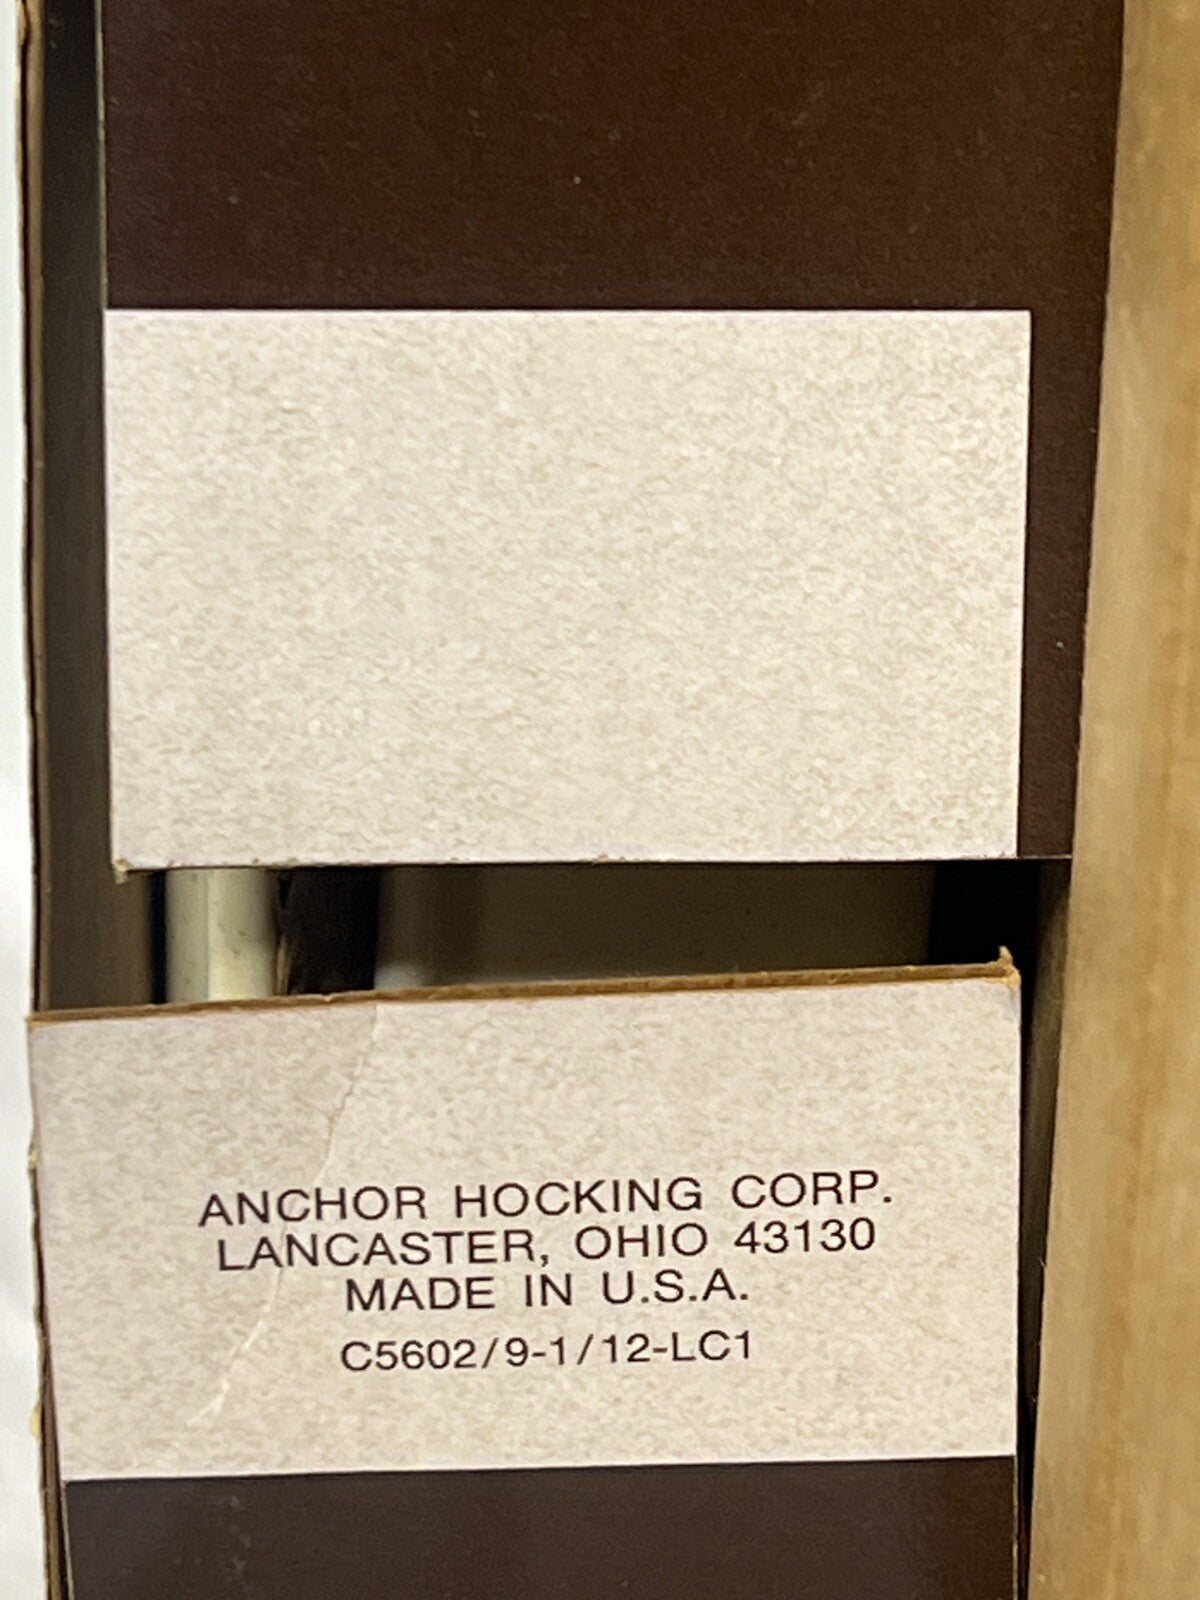 ANCHOR HOCKING CORP.
LANCASTER, OHIO 43130
MADE IN U.S.A.
C5602/9-1/12-LC1